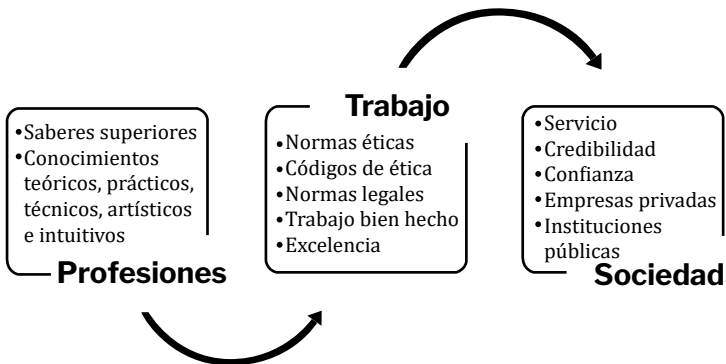 •Saberes superiores
•Conocimientos
teóricos, prácticos,
técnicos, artísticos
e intuitivos
Profesiones
Trabajo
•Normas éticas
•Códigos de ética
•Normas legales
•Trabajo bien hecho
•Excelencia
•Servicio
•Credibilidad
•Confianza
•Empresas privadas
•Instituciones
públicas
Sociedad